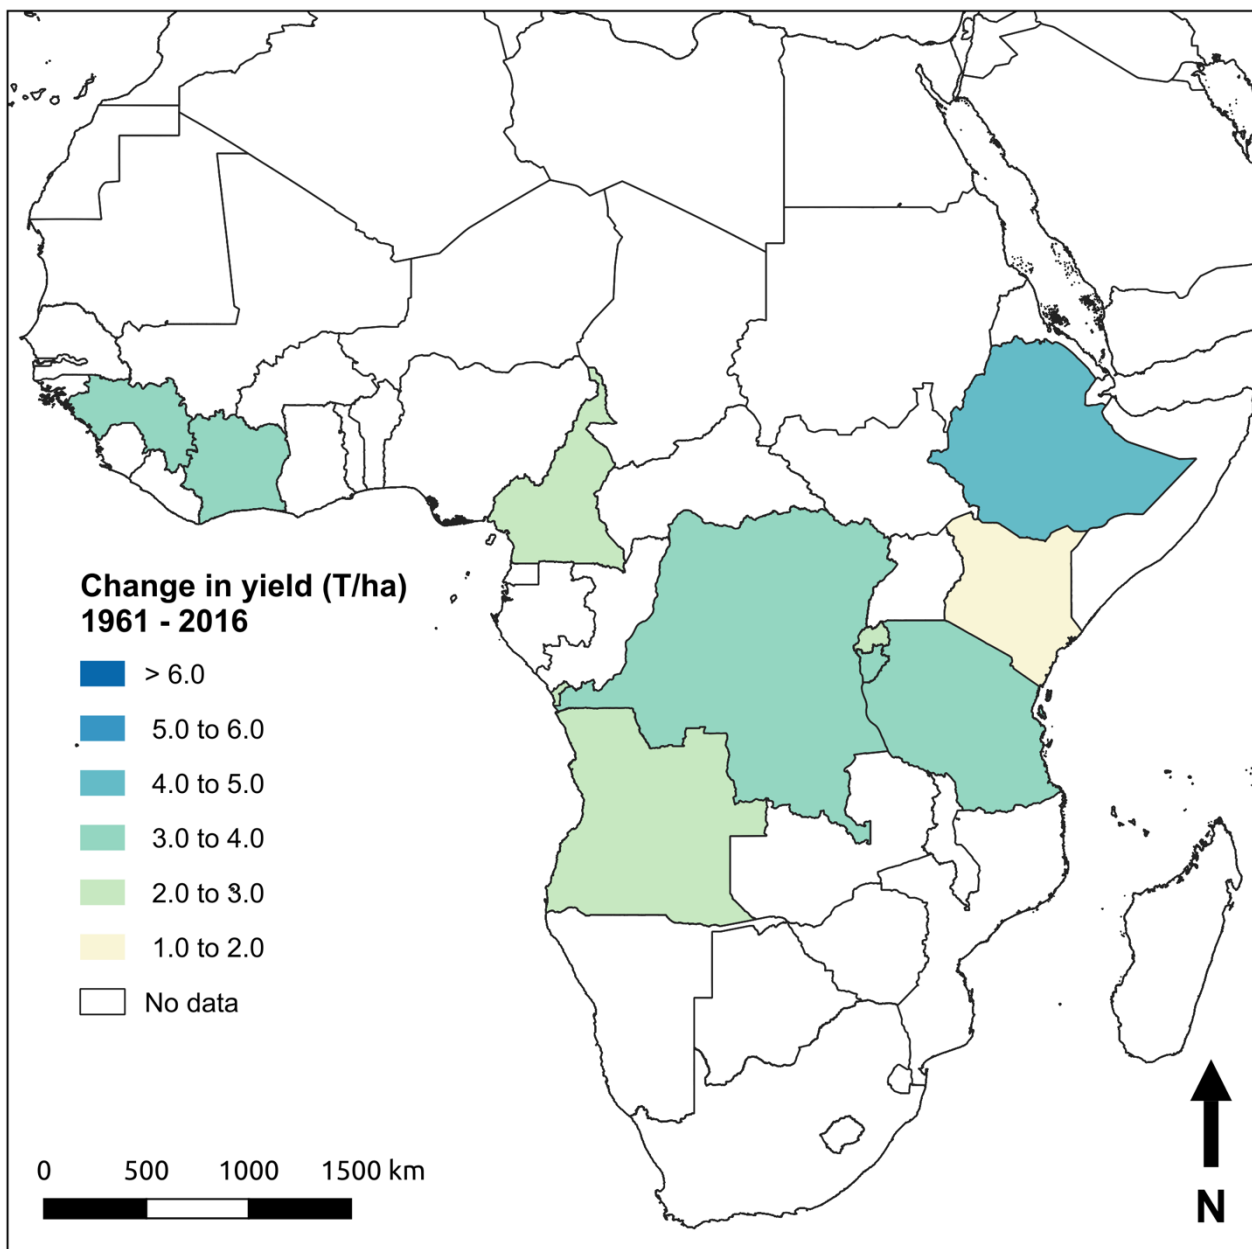 Change in yield (T/ha)
1961 - 2016
> 6.0
5.0 to 6.0
4.0 to 5.0
3.0 to 4.0
2.0 to 3.0
1.0 to 2.0
No data
0 500 1000 1500 km
N